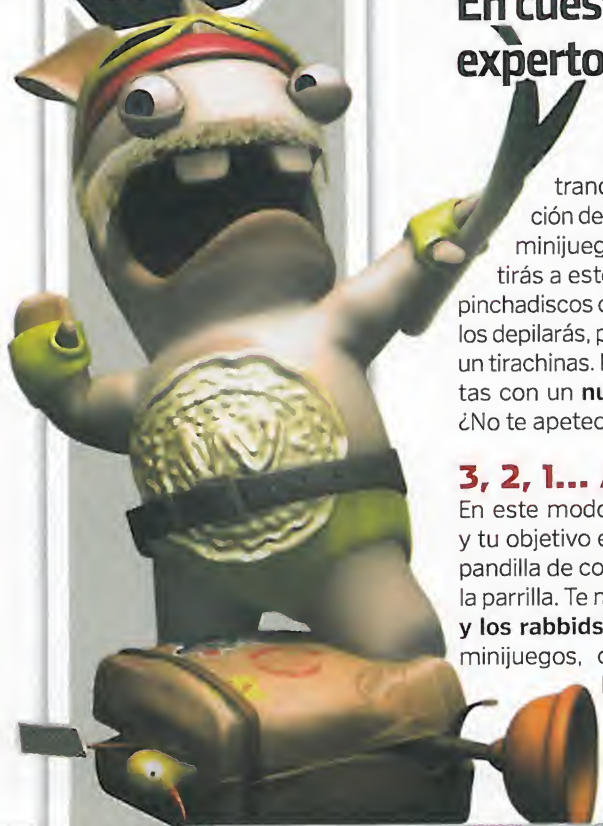 En cues
experto
tranc
ción de
minijueg
tirás a este
pinchadiscos
los depilarás, p
un tirachinas.
tas con un nu
¿No te apetec
3, 2, 1...
En este modo
y tu objetivo e
pandilla de co
la parrilla. Te
y los rabbids
minijuegos,